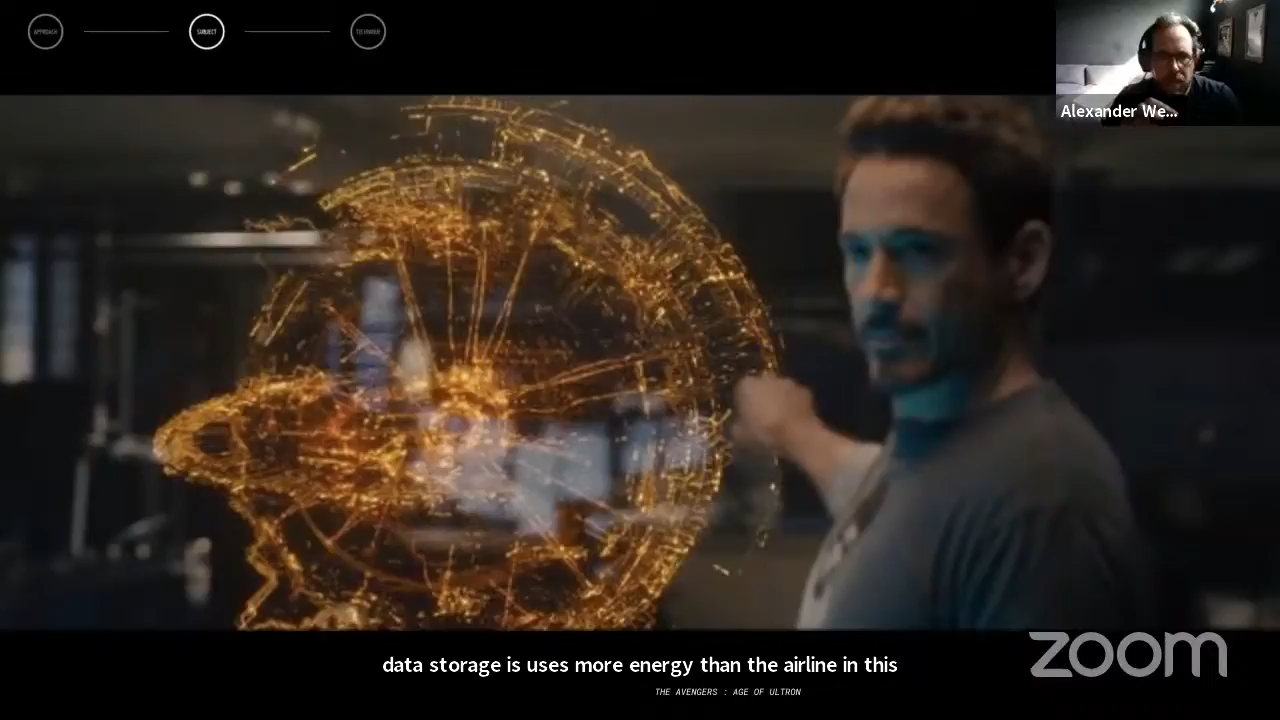 APPROACH
SUBJECT
TECHNIQUE
Alexander We...
data storage is uses more energy than the airline in this
zoom
THE AVENGERS : AGE OF ULTRON